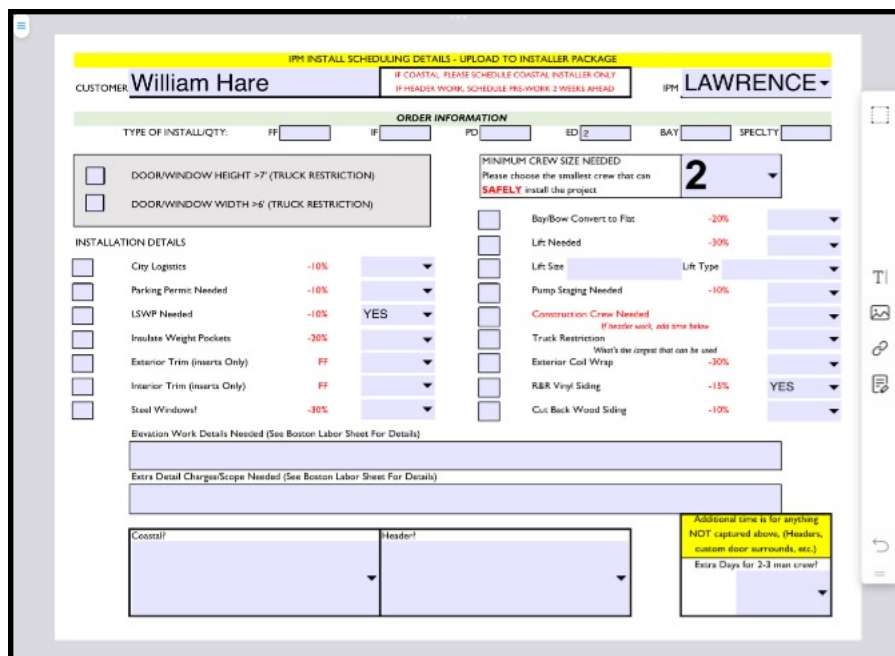 IPM INSTALL SCHEDULING DETAILS - UPLOAD TO INSTALLER PACKAGE
CUSTOMER William Hare
IF COASTAL, PLEASE SCHEDULE COASTAL INSTALLER ONLY
IF HEADER WORK, SCHEDULE PRE-WORK 2 WEEKS AHEAD
IPM LAWRENCE
ORDER INFORMATION
TYPE OF INSTALL/QTY: FF IF PD ED 2 BAY SPECLTY
DOOR/WINDOW HEIGHT >7' (TRUCK RESTRICTION)
DOOR/WINDOW WIDTH >6' (TRUCK RESTRICTION)
MINIMUM CREW SIZE NEEDED
Please choose the smallest crew that can
SAFELY install the project
2
INSTALLATION DETAILS
City Logistics -10%
Parking Permit Needed -10%
LSWP Needed -10% YES
Insulate Weight Pockets -20%
Exterior Trim (inserts Only) FF
Interior Trim (inserts Only) FF
Steel Windows? -30%
Bay/Bow Convert to Flat -20%
Lift Needed -30%
Lift Size Lift Type
Pump Staging Needed -10%
Construction Crew Needed
If header work, add time below
Truck Restriction
What's the largest that can be used
Exterior Coil Wrap -30%
R&R Vinyl Siding -15% YES
Cut Back Wood Siding -10%
Elevation Work Details Needed (See Boston Labor Sheet For Details)
Extra Detail Charges/Scope Needed (See Boston Labor Sheet For Details)
Coastal?
Header?
Additional time is for anything
NOT captured above, (Headers,
custom door surrounds, etc.)
Extra Days for 2-3 man crew?